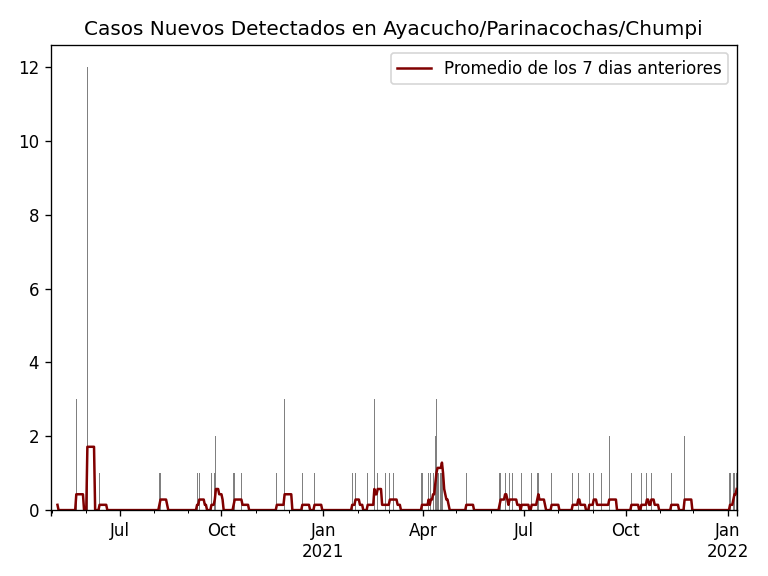 Casos Nuevos Detectados en Ayacucho/Parinacochas/Chumpi
Promedio de los 7 dias anteriores
12
10
8
6
4
2
0
Jul Oct Jan Apr Jul Oct Jan
2021 2022